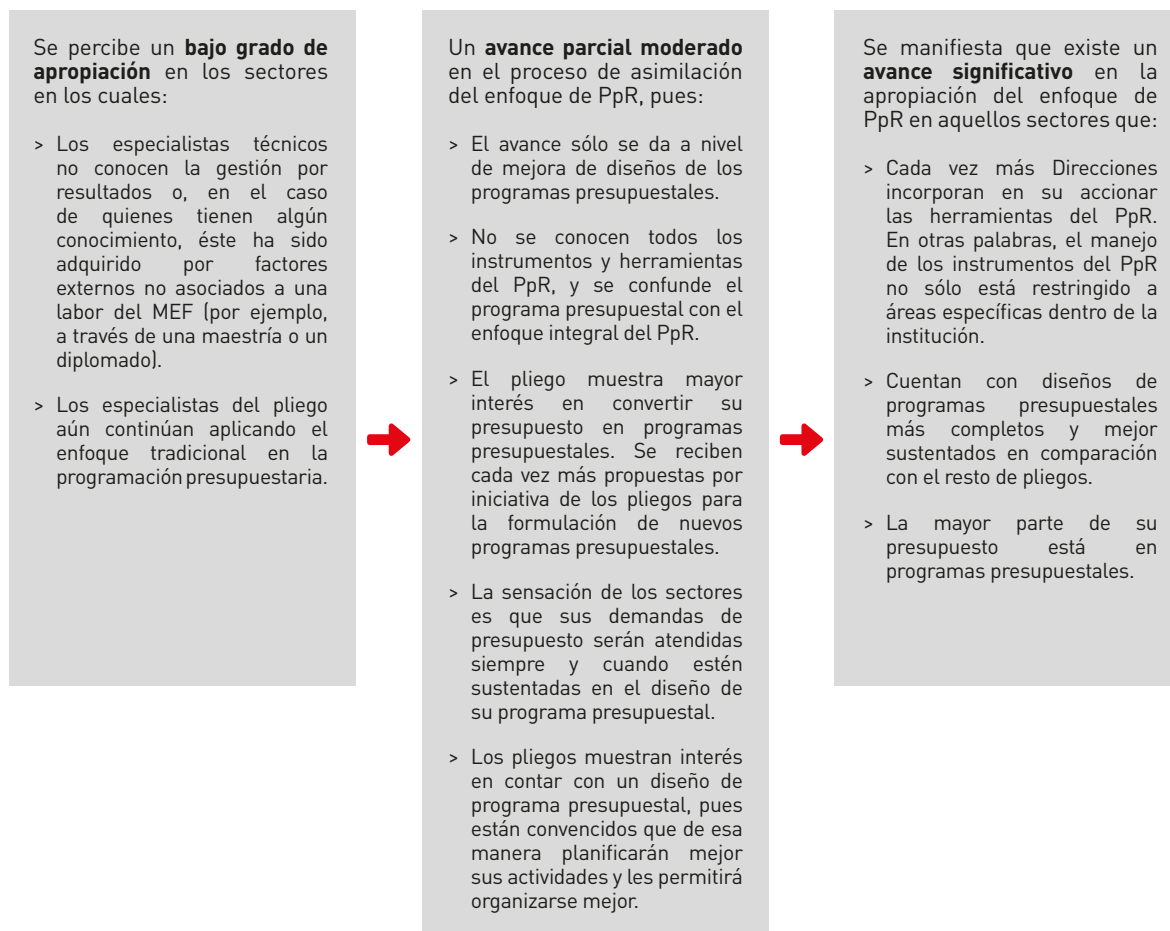 Se percibe un bajo grado de
apropiación en los sectores
en los cuales:
> Los especialistas técnicos
no conocen la gestión por
resultados o, en el caso
de quienes tienen algún
conocimiento, éste ha sido
adquirido por factores
externos no asociados a una
labor del MEF (por ejemplo,
a través de una maestría o un
diplomado).
> Los especialistas del pliego
aún continúan aplicando el
enfoque tradicional en la
programación presupuestaria.
Un avance parcial moderado
en el proceso de asimilación
del enfoque de PpR, pues:
> El avance sólo se da a nivel
de mejora de diseños de los
programas presupuestales.
> No se conocen todos los
instrumentos y herramientas
del PpR, y se confunde el
programa presupuestal con el
enfoque integral del PpR.
> El pliego muestra mayor
interés en convertir su
presupuesto en programas
presupuestales. Se reciben
cada vez más propuestas por
iniciativa de los pliegos para
la formulación de nuevos
programas presupuestales.
> La sensación de los sectores
es que sus demandas de
presupuesto serán atendidas
siempre y cuando estén
sustentadas en el diseño de
su programa presupuestal.
> Los pliegos muestran interés
en contar con un diseño de
programa presupuestal, pues
están convencidos que de esa
manera planificarán mejor
sus actividades y les permitirá
organizarse mejor.
Se manifiesta que existe un
avance significativo en la
apropiación del enfoque de
PpR en aquellos sectores que:
> Cada vez más Direcciones
incorporan en su accionar
las herramientas del PpR.
En otras palabras, el manejo
de los instrumentos del PpR
no sólo está restringido a
áreas específicas dentro de la
institución.
> Cuentan con diseños de
programas presupuestales
más completos y mejor
sustentados en comparación
con el resto de pliegos.
> La mayor parte de su
presupuesto está en
programas presupuestales.